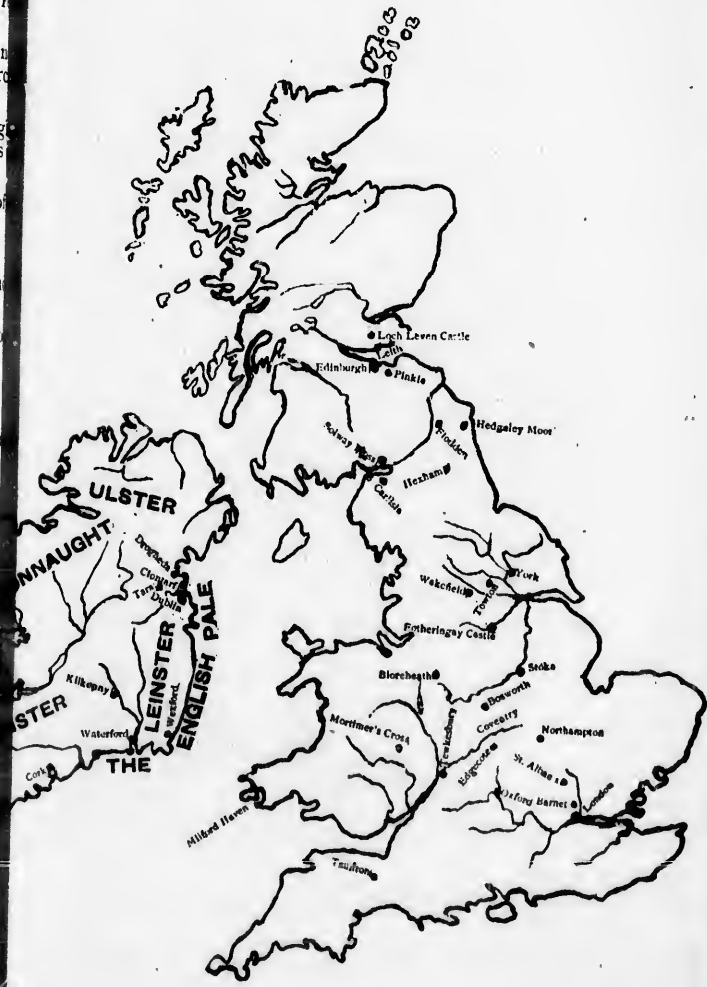 Loch Leven Castle
Leith
Edinburgh
Pinkie
Flodden
Hedgeley Moor
Solway Moss
Carlisle
Hexham
ULSTER
NNAUGHT
Drogheda
Clontarf
Tara
Dublin
LEINSTER
ENGLISH PALE
Kilkenny
Wexford
Waterford
STER
THE
Cork
York
Wakefield
Towton
Fotheringay Castle
Bloreheath
Stoke
Bosworth
Mortimer's Cross
Tewkesbury
Coventry
Northampton
Edgecote
St. Albans
Oxford Barnet
London
Milford Haven
Taunton